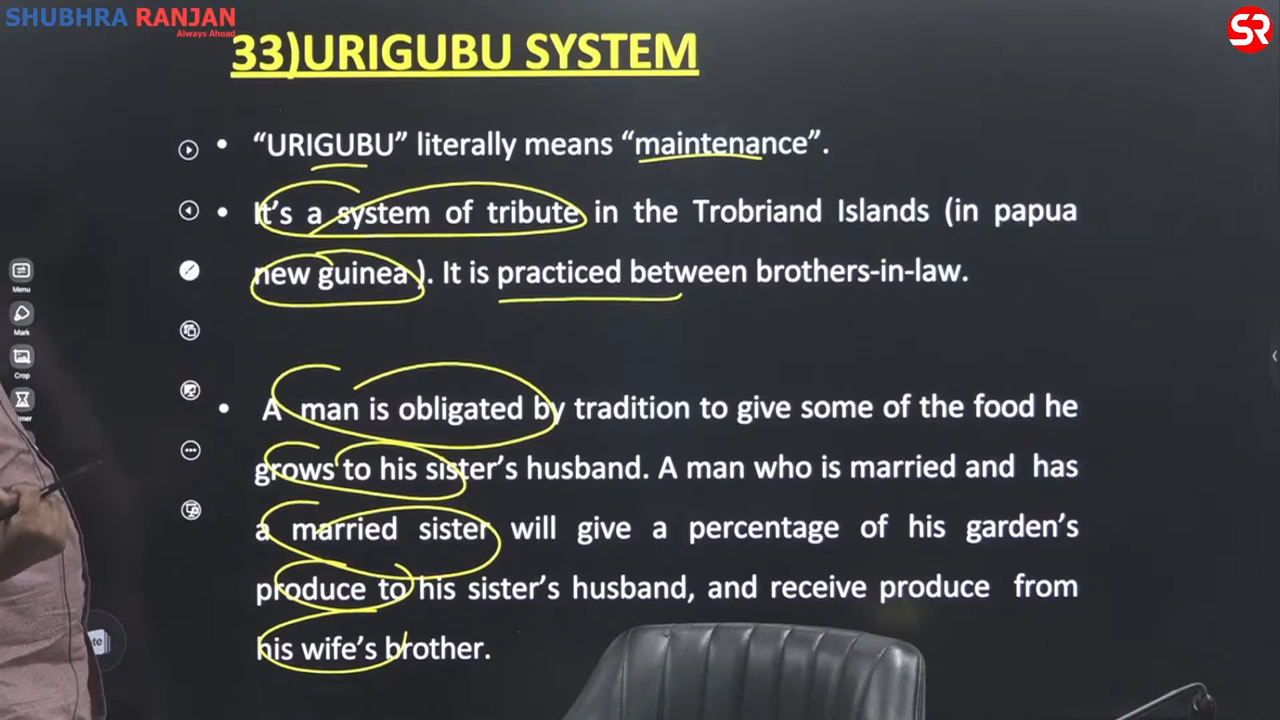 SHUBHRA RANJAN
Always Ahead
SR
33)URIGUBU SYSTEM
• “URIGUBU” literally means “maintenance”.
• It’s a system of tribute in the Trobriand Islands (in papua
new guinea ). It is practiced between brothers-in-law.
• A man is obligated by tradition to give some of the food he
grows to his sister’s husband. A man who is married and has
a married sister will give a percentage of his garden’s
produce to his sister’s husband, and receive produce from
his wife’s brother.
Menu
Mark
Crop